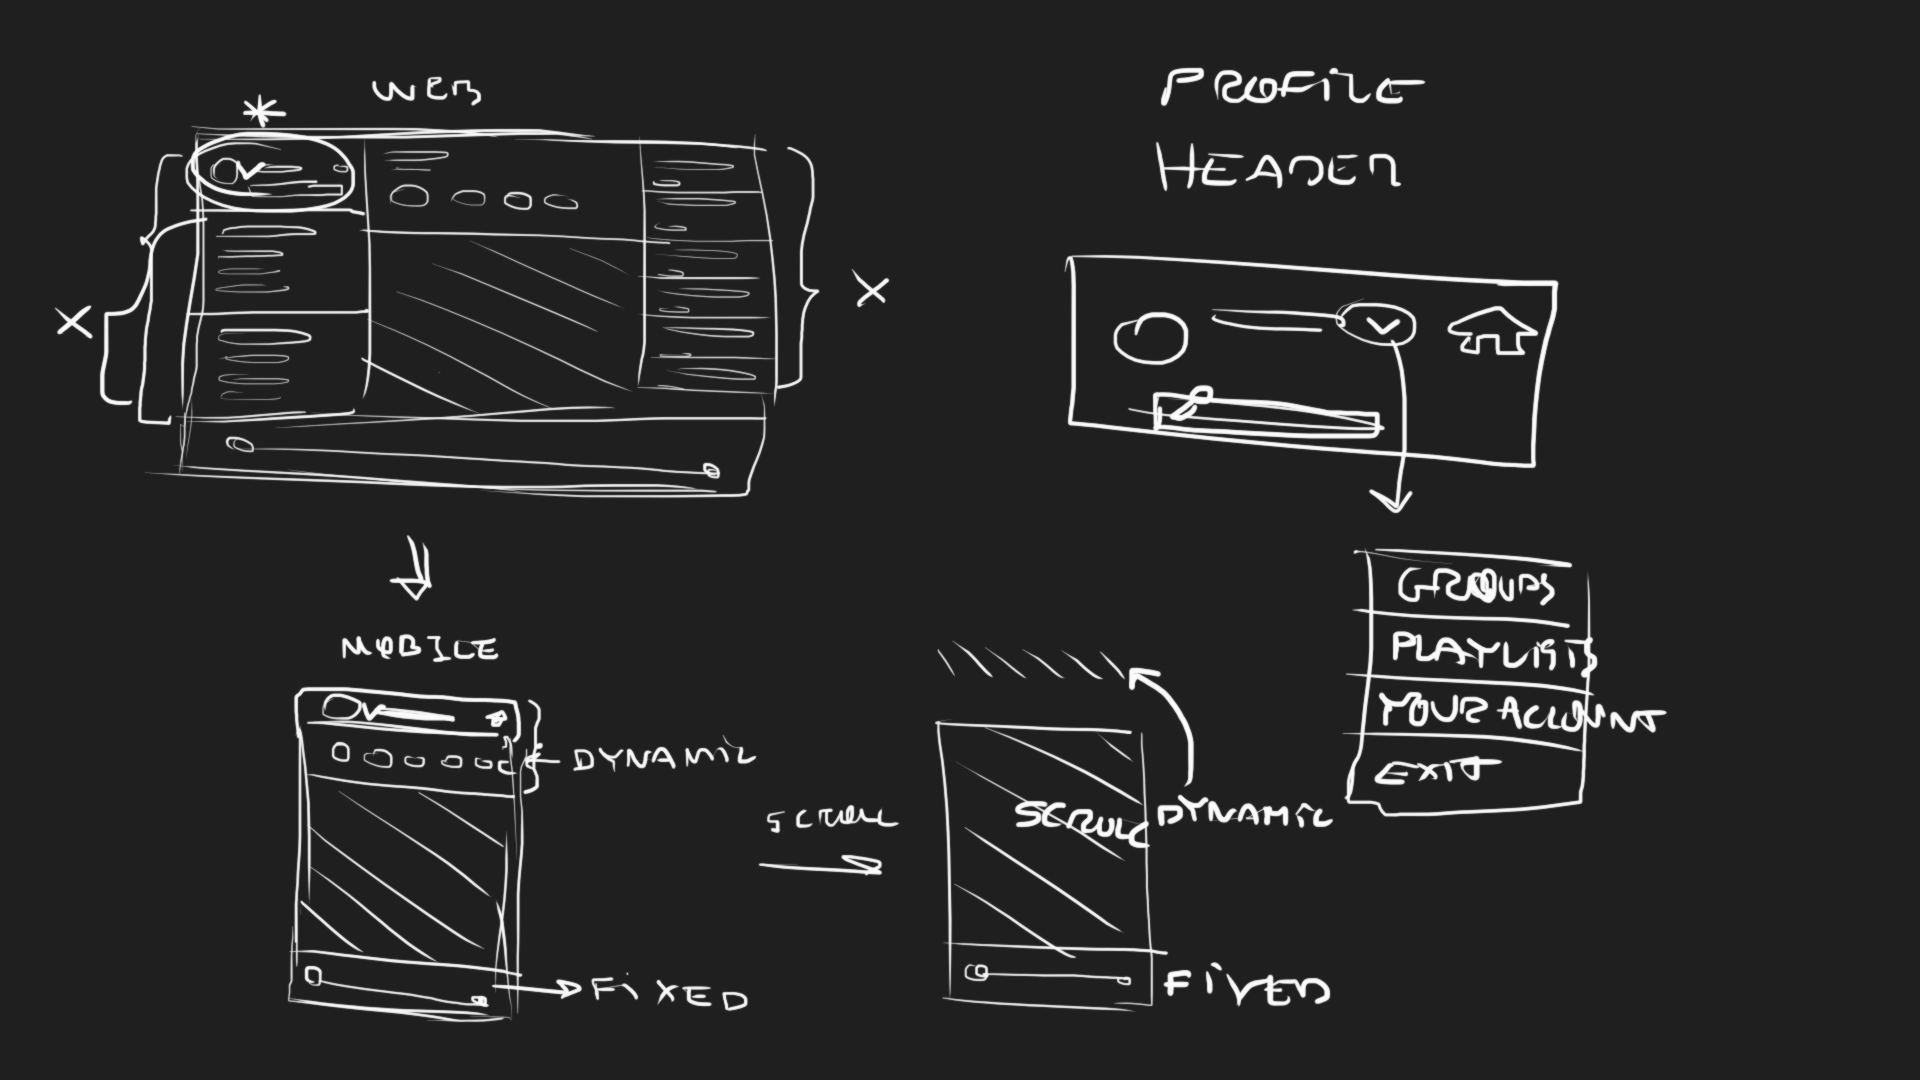 WEB
*
X
X
PROFILE
HEADER
GROUPS
PLAYLISTS
YOUR ACCOUNT
EXIT
MOBILE
DYNAMIC
FIXED
SCROLL
SCROLL
DYNAMIC
FIXED